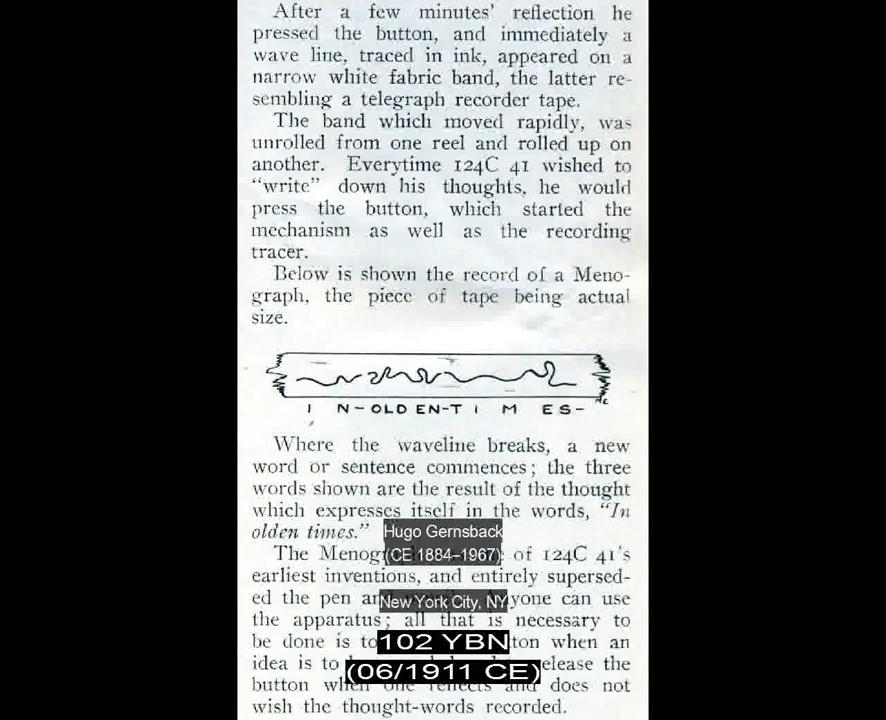 After a few minutes' reflection he
pressed the button, and immediately a
wave line, traced in ink, appeared on a
narrow white fabric band, the latter re-
sembling a telegraph recorder tape.
The band which moved rapidly, was
unrolled from one reel and rolled up on
another. Everytime 124C 41 wished to
"write" down his thoughts, he would
press the button, which started the
mechanism as well as the recording
tracer.
Below is shown the record of a Meno-
graph, the piece of tape being actual
size.
I N-OLDEN-T I M ES-
Where the waveline breaks, a new
word or sentence commences; the three
words shown are the result of the thought
which expresses itself in the words, "In
olden times."
Hugo Gernsback
(CE 1884–1967)
The Menog of 124C 41's
earliest inventions, and entirely supersed-
ed the pen an
New York City, NY
yone can use
the apparatus; all that is necessary to
be done is to ton when an
102 YBN
idea is to elease the
(06/1911 CE)
button when one reflects and does not
wish the thought-words recorded.